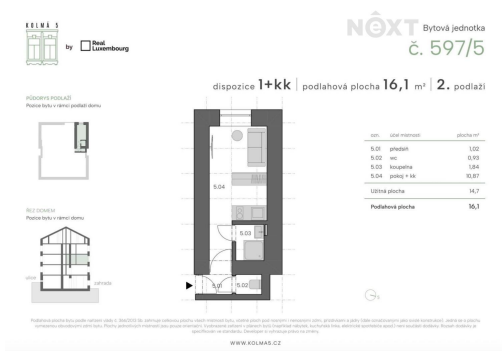 KOLMÁ 5
by Real Luxembourg
NEXT
Bytová jednotka
č. 597/5
dispozice 1+kk | podlahová plocha 16,1 m² | 2. podlaží
PŮDORYS PODLAŽÍ
Pozice bytu v rámci podlaží domu
ŘEZ DOMEM
Pozice bytu v rámci domu
ulice
zahrada
5.04
5.03
5.01
5.02
ozn. účel místnosti plocha m²
5.01 předsíň 1,02
5.02 wc 0,93
5.03 koupelna 1,84
5.04 pokoj + kk 10,87
Užitná plocha 14,7
Podlahová plocha 16,1
S
WWW.KOLMA5.CZ